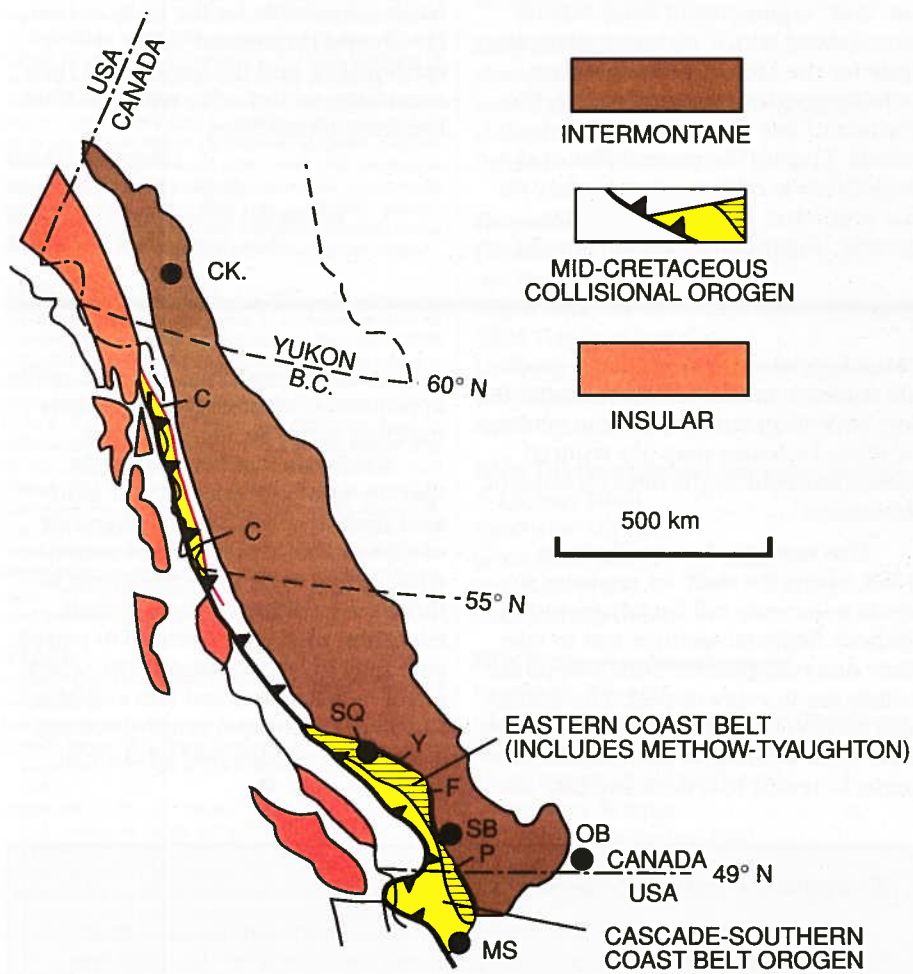 USA
CANADA
INTERMONTANE
CK.
MID-CRETACEOUS
COLLISIONAL OROGEN
YUKON
B.C.
60° N
C
INSULAR
500 km
C
55° N
SQ
Y
EASTERN COAST BELT
(INCLUDES METHOW-TYAUGHTON)
F
SB
OB
P
CANADA
49° N
USA
MS
CASCADE-SOUTHERN
COAST BELT OROGEN